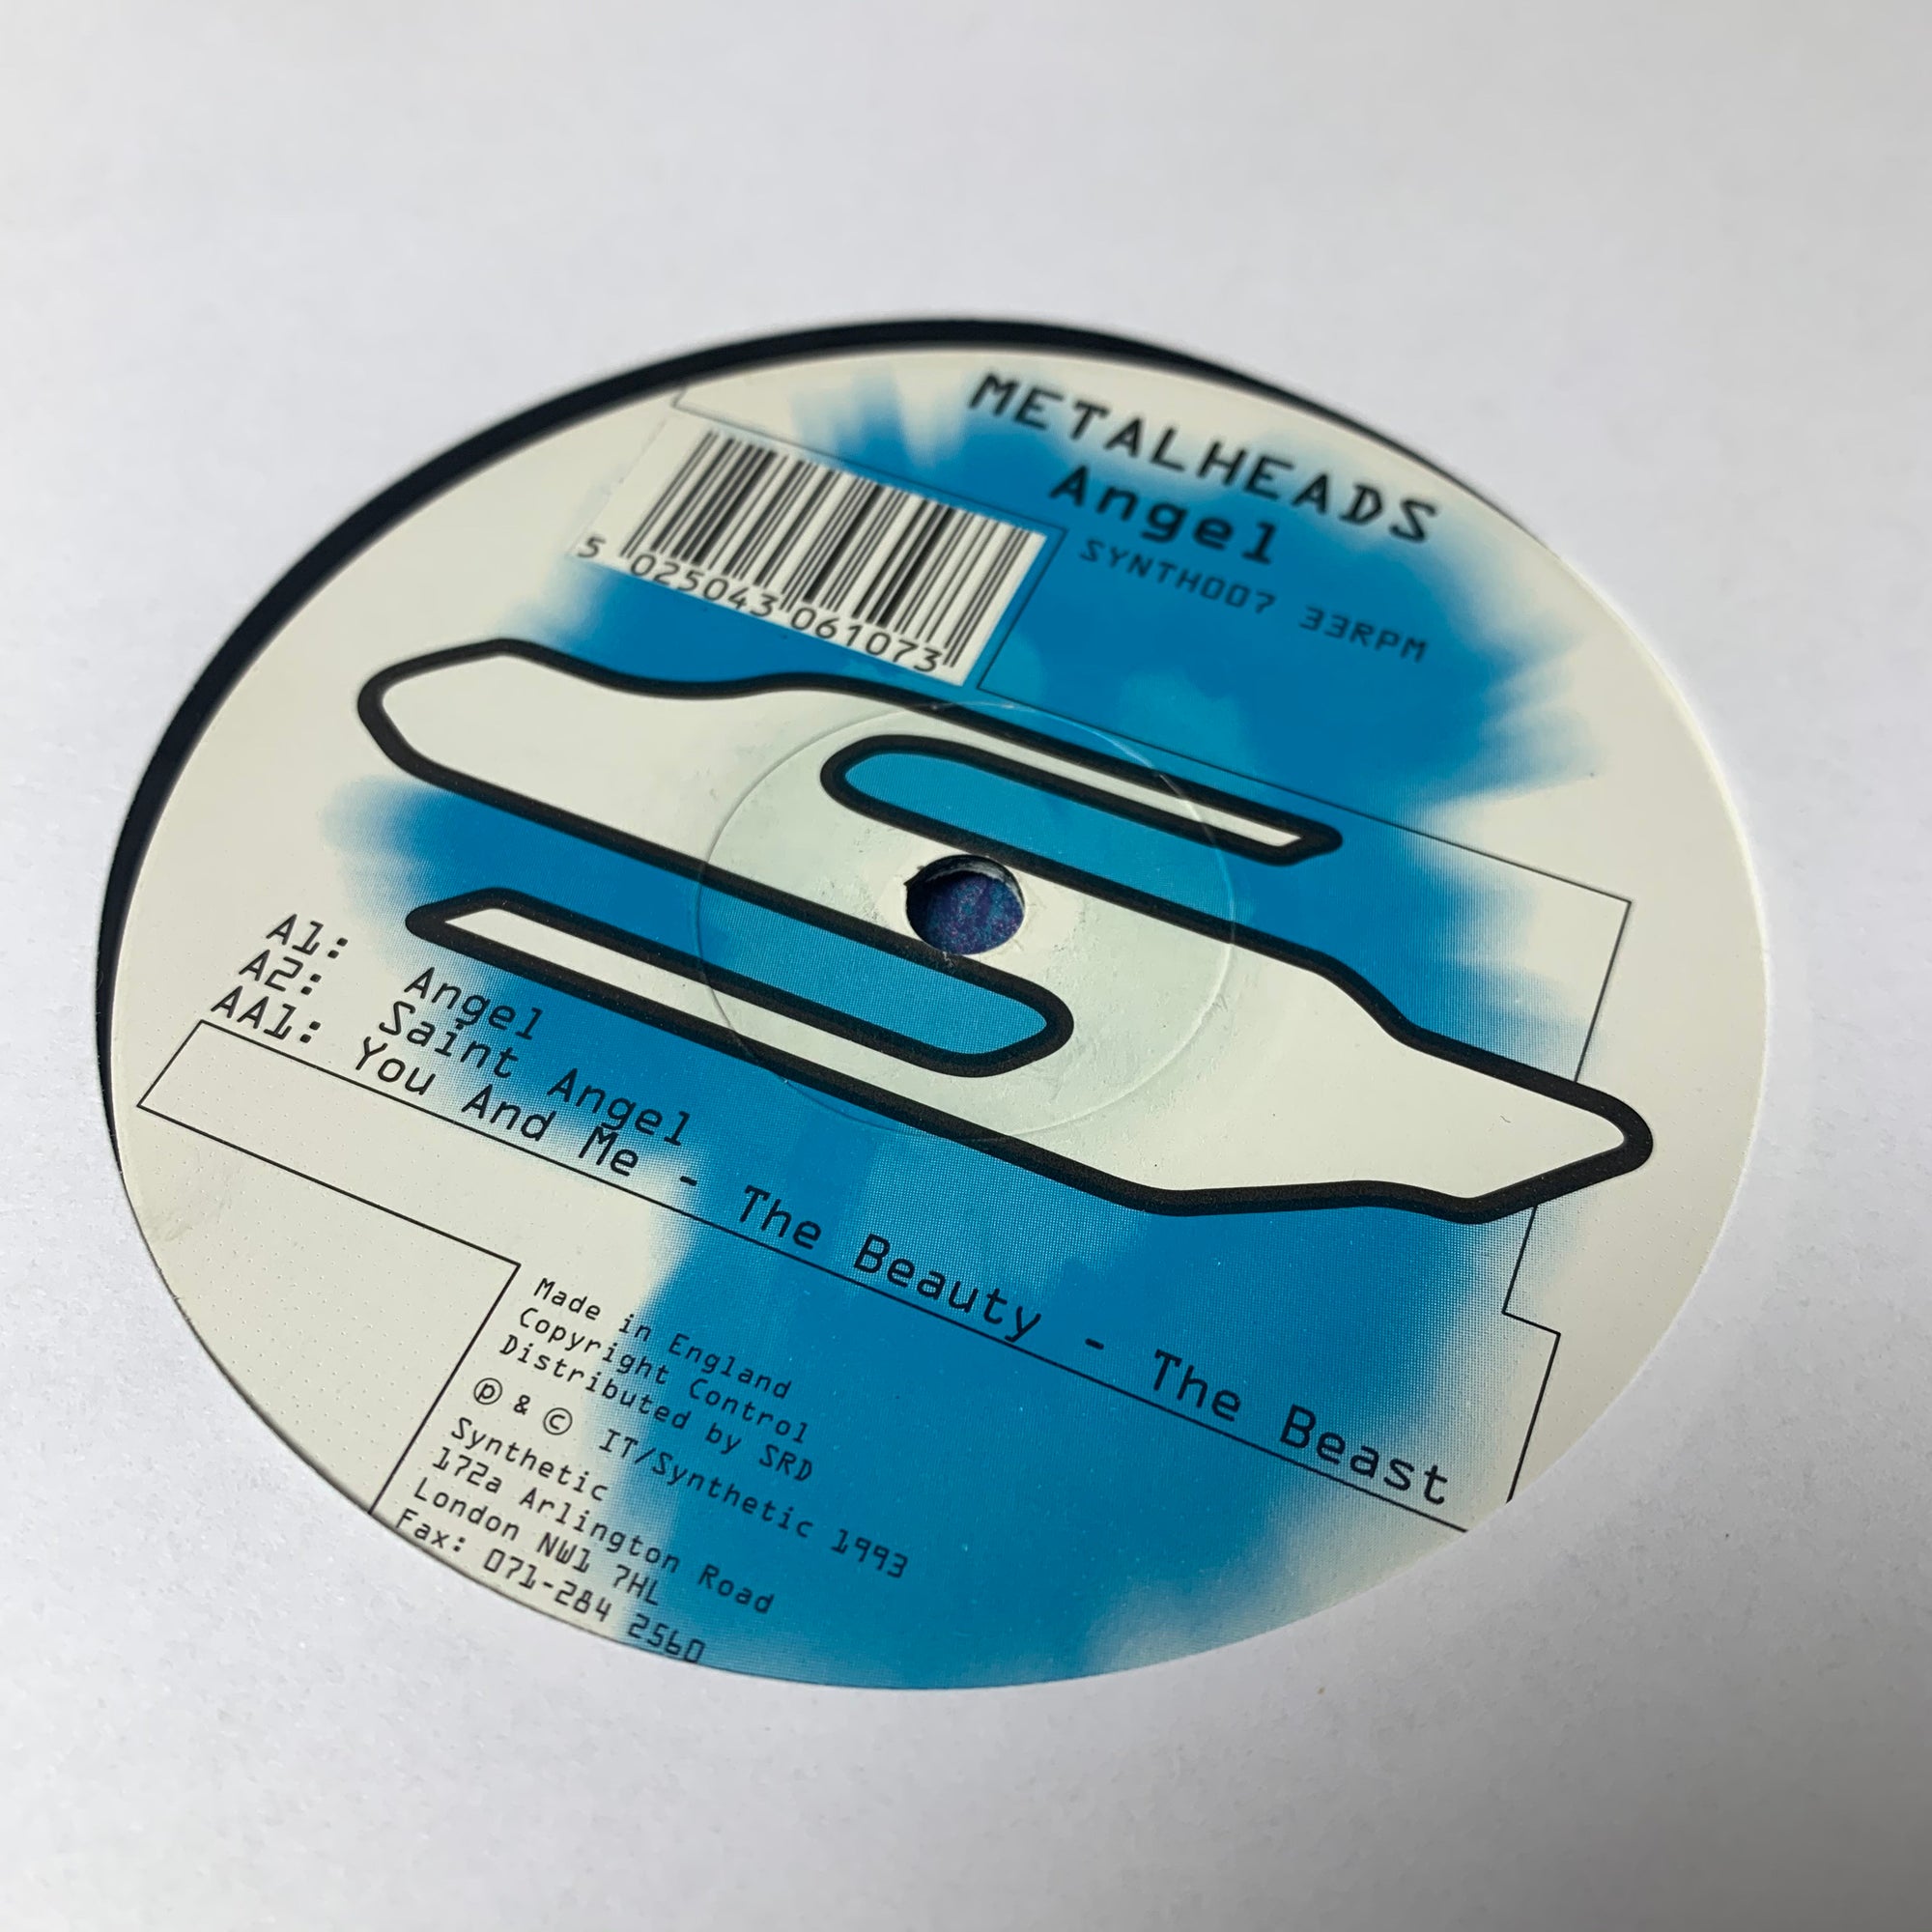 METALHEADS
Angel
SYNTH007 33RPM
5 025043 061073
A1: Angel
A2: Saint Angel
AA1: You And Me - The Beauty - The Beast
Made in England
Copyright Control
Distributed by SRD
℗ & © IT/Synthetic 1993
Synthetic
172a Arlington Road
London NW1 7HL
Fax: 071-284 2560